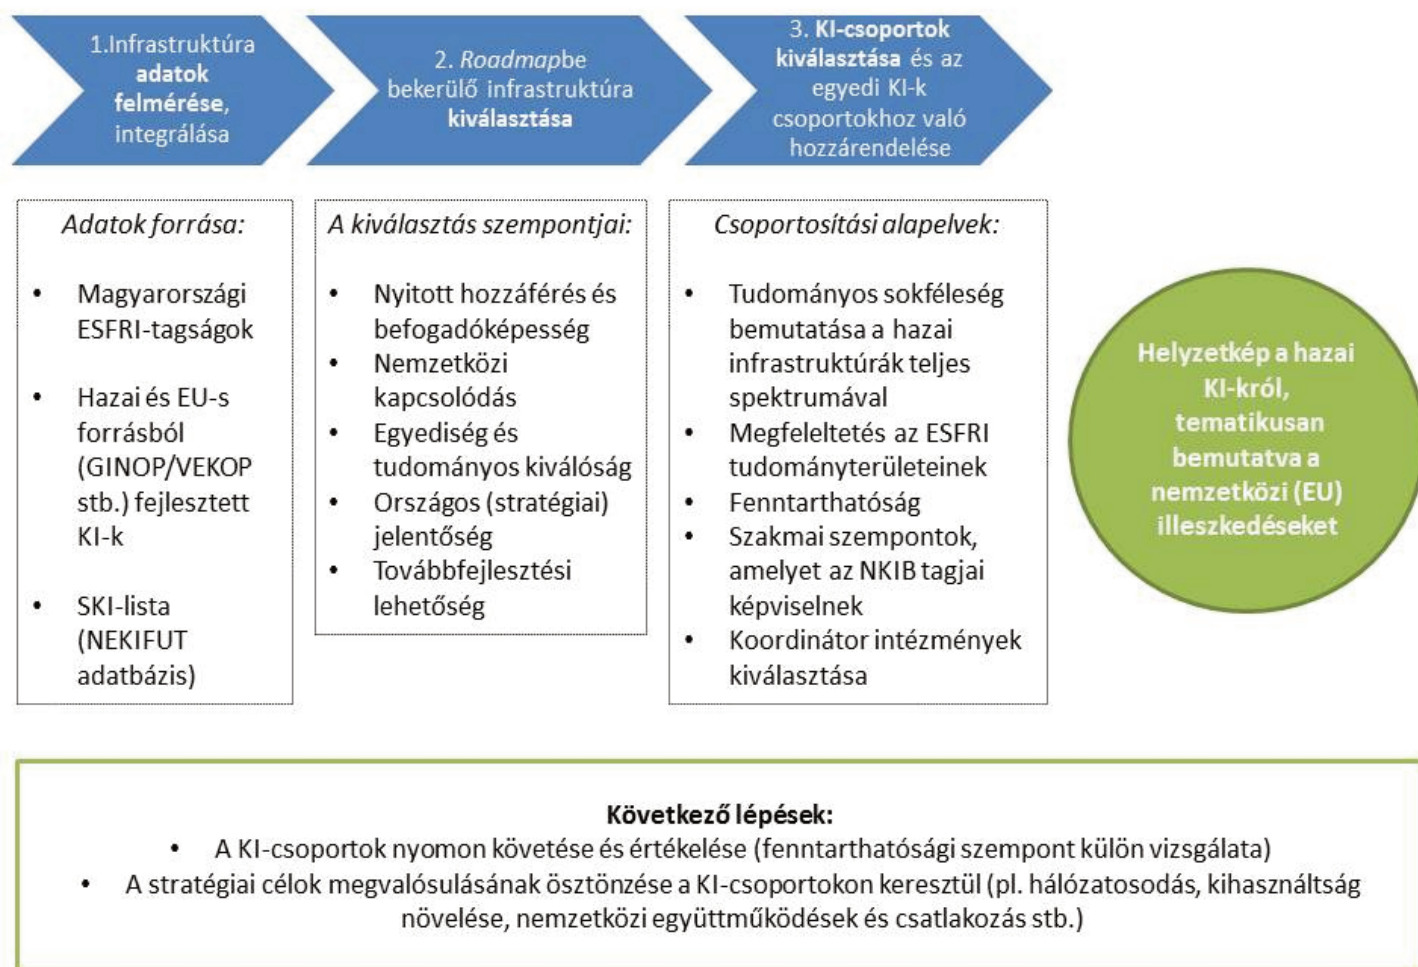 1.Infrastruktúra
adatok
felmérése,
integrálása
2. Roadmapbe
bekerülő infrastruktúra
kiválasztása
3. KI-csoportok
kiválasztása és az
egyedi KI-k
csoportokhoz való
hozzárendelése
Adatok forrása:
• Magyarországi
ESFRI-tagságok
• Hazai és EU-s
forrásból
(GINOP/VEKOP
stb.) fejlesztett
KI-k
• SKI-lista
(NEKIFUT
adatbázis)
A kiválasztás szempontjai:
• Nyitott hozzáférés és
befogadóképesség
• Nemzetközi
kapcsolódás
• Egyediség és
tudományos kiválóság
• Országos (stratégiai)
jelentőség
• Továbbfejlesztési
lehetőség
Csoportosítási alapelvek:
• Tudományos sokféleség
bemutatása a hazai
infrastruktúrák teljes
spektrumával
• Megfeleltetés az ESFRI
tudományterületeinek
• Fenntarthatóság
• Szakmai szempontok,
amelyet az NKIB tagjai
képviselnek
• Koordinátor intézmények
kiválasztása
Helyzetkép a hazai
KI-król,
tematikusan
bemutatva a
nemzetközi (EU)
illeszkedéseket
Következő lépések:
• A KI-csoportok nyomon követése és értékelése (fenntarthatósági szempont külön vizsgálata)
• A stratégiai célok megvalósulásának ösztönzése a KI-csoportokon keresztül (pl. hálózatosodás, kihasználtság
növelése, nemzetközi együttműködések és csatlakozás stb.)